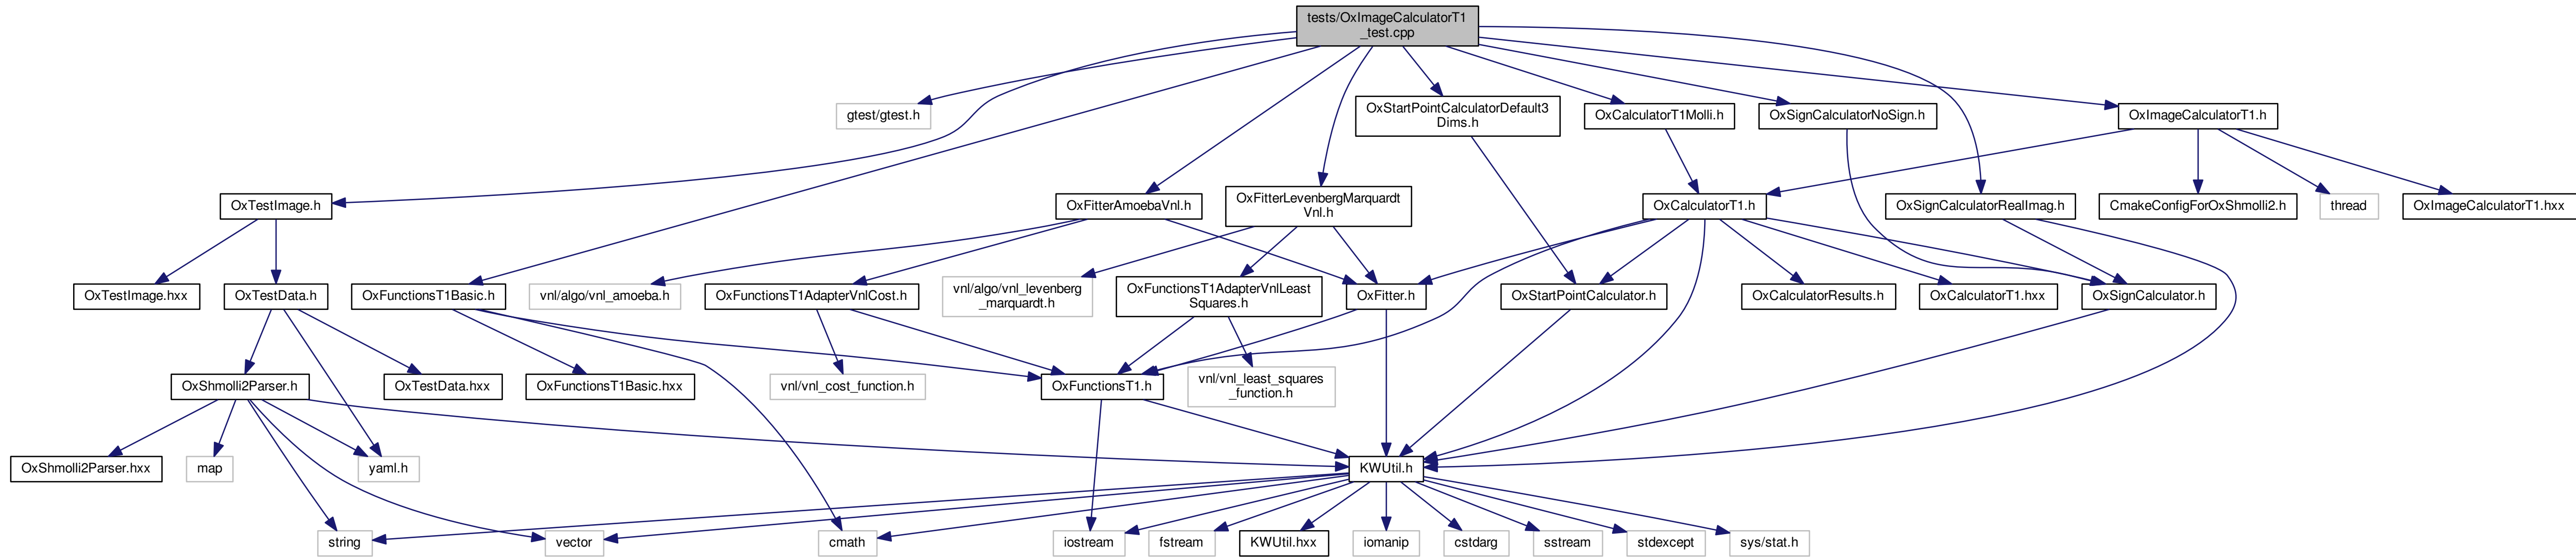 tests/OxImageCalculatorT1
_test.cpp
gtest/gtest.h
OxStartPointCalculatorDefault3
Dims.h
OxCalculatorT1Molli.h
OxSignCalculatorNoSign.h
OxImageCalculatorT1.h
OxTestImage.h
OxFitterAmoebaVnl.h
OxFitterLevenbergMarquardt
Vnl.h
OxCalculatorT1.h
OxSignCalculatorRealImag.h
CmakeConfigForOxShmolli2.h
thread
OxImageCalculatorT1.hxx
OxTestImage.hxx
OxTestData.h
OxFunctionsT1Basic.h
vnl/algo/vnl_amoeba.h
OxFunctionsT1AdapterVnlCost.h
vnl/algo/vnl_levenberg
_marquardt.h
OxFunctionsT1AdapterVnlLeast
Squares.h
OxFitter.h
OxStartPointCalculator.h
OxCalculatorResults.h
OxCalculatorT1.hxx
OxSignCalculator.h
OxShmolli2Parser.h
OxTestData.hxx
OxFunctionsT1Basic.hxx
vnl/vnl_cost_function.h
OxFunctionsT1.h
vnl/vnl_least_squares
_function.h
OxShmolli2Parser.hxx
map
yaml.h
KWUtil.h
string
vector
cmath
iostream
fstream
KWUtil.hxx
iomanip
cstdarg
sstream
stdexcept
sys/stat.h